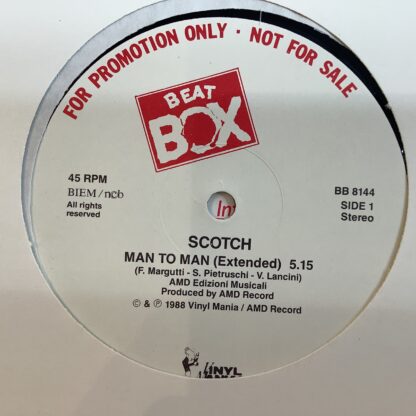 FOR PROMOTION ONLY · NOT FOR SALE
BEAT
BOX
45 RPM
BIEM/ncb
All rights
reserved
BB 8144
SIDE 1
Stereo
In
SCOTCH
MAN TO MAN (Extended) 5.15
(F. Margutti - S. Pietruschi - V. Lancini)
AMD Edizioni Musicali
Produced by AMD Record
© & ℗ 1988 Vinyl Mania / AMD Record
VINYL